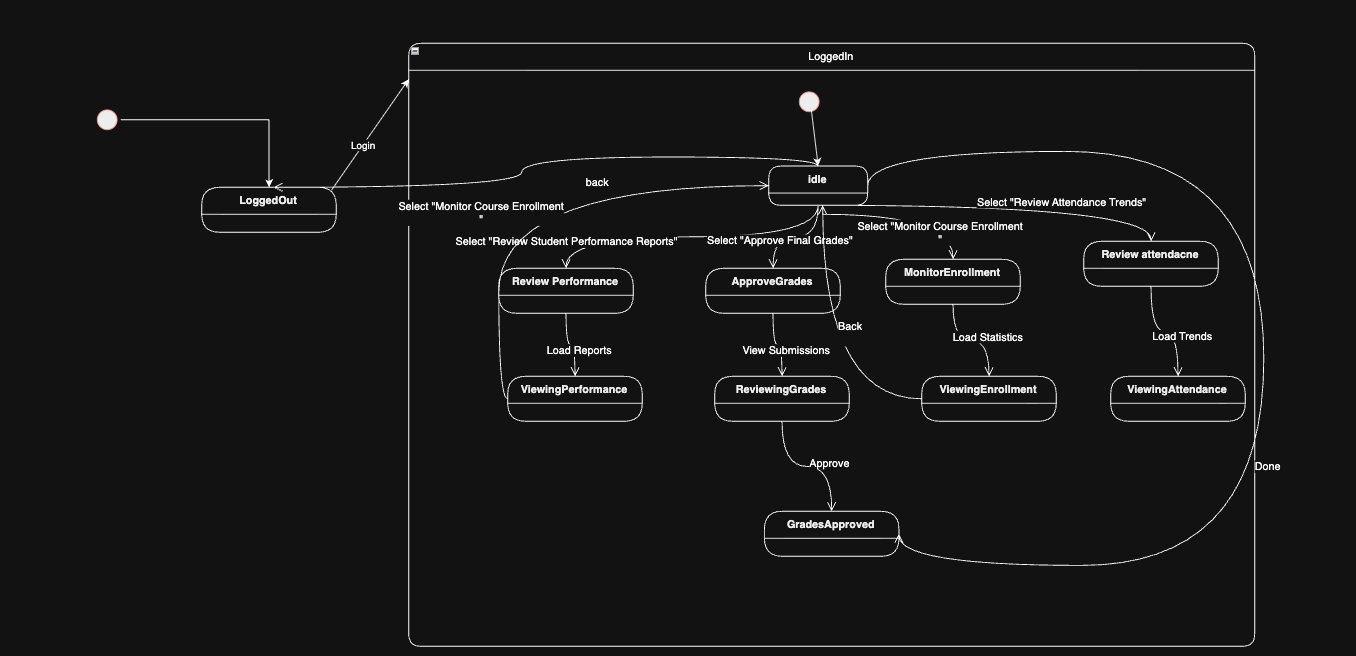 LoggedIn
Login
idle
back
LoggedOut
Select "Monitor Course Enrollment
"
Select "Review Attendance Trends"
Select "Monitor Course Enrollment
"
Select "Review Student Performance Reports"
Select "Approve Final Grades"
Review Performance
ApproveGrades
MonitorEnrollment
Review attendacne
Back
Load Reports
View Submissions
Load Statistics
Load Trends
ViewingPerformance
ReviewingGrades
ViewingEnrollment
ViewingAttendance
Approve
Done
GradesApproved